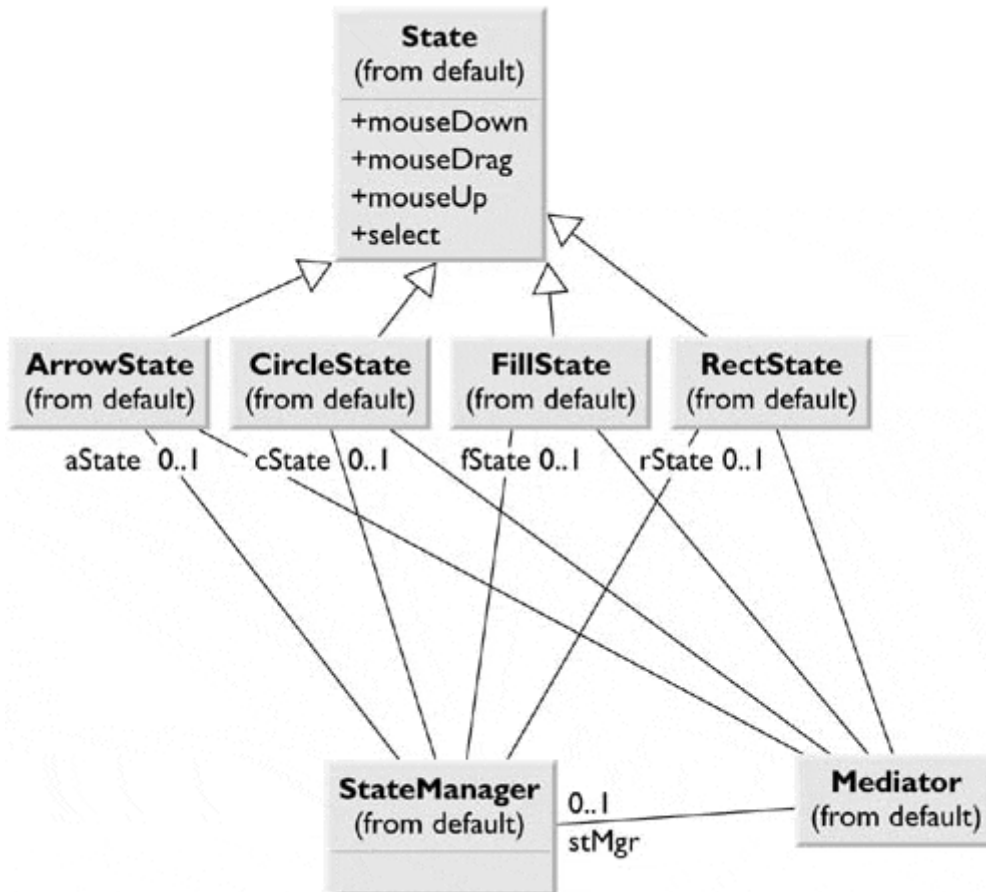 State
(from default)
+mouseDown
+mouseDrag
+mouseUp
+select
ArrowState
(from default)
CircleState
(from default)
FillState
(from default)
RectState
(from default)
aState 0..1
cState 0..1
fState 0..1
rState 0..1
StateManager
(from default)
0..1
stMgr
Mediator
(from default)